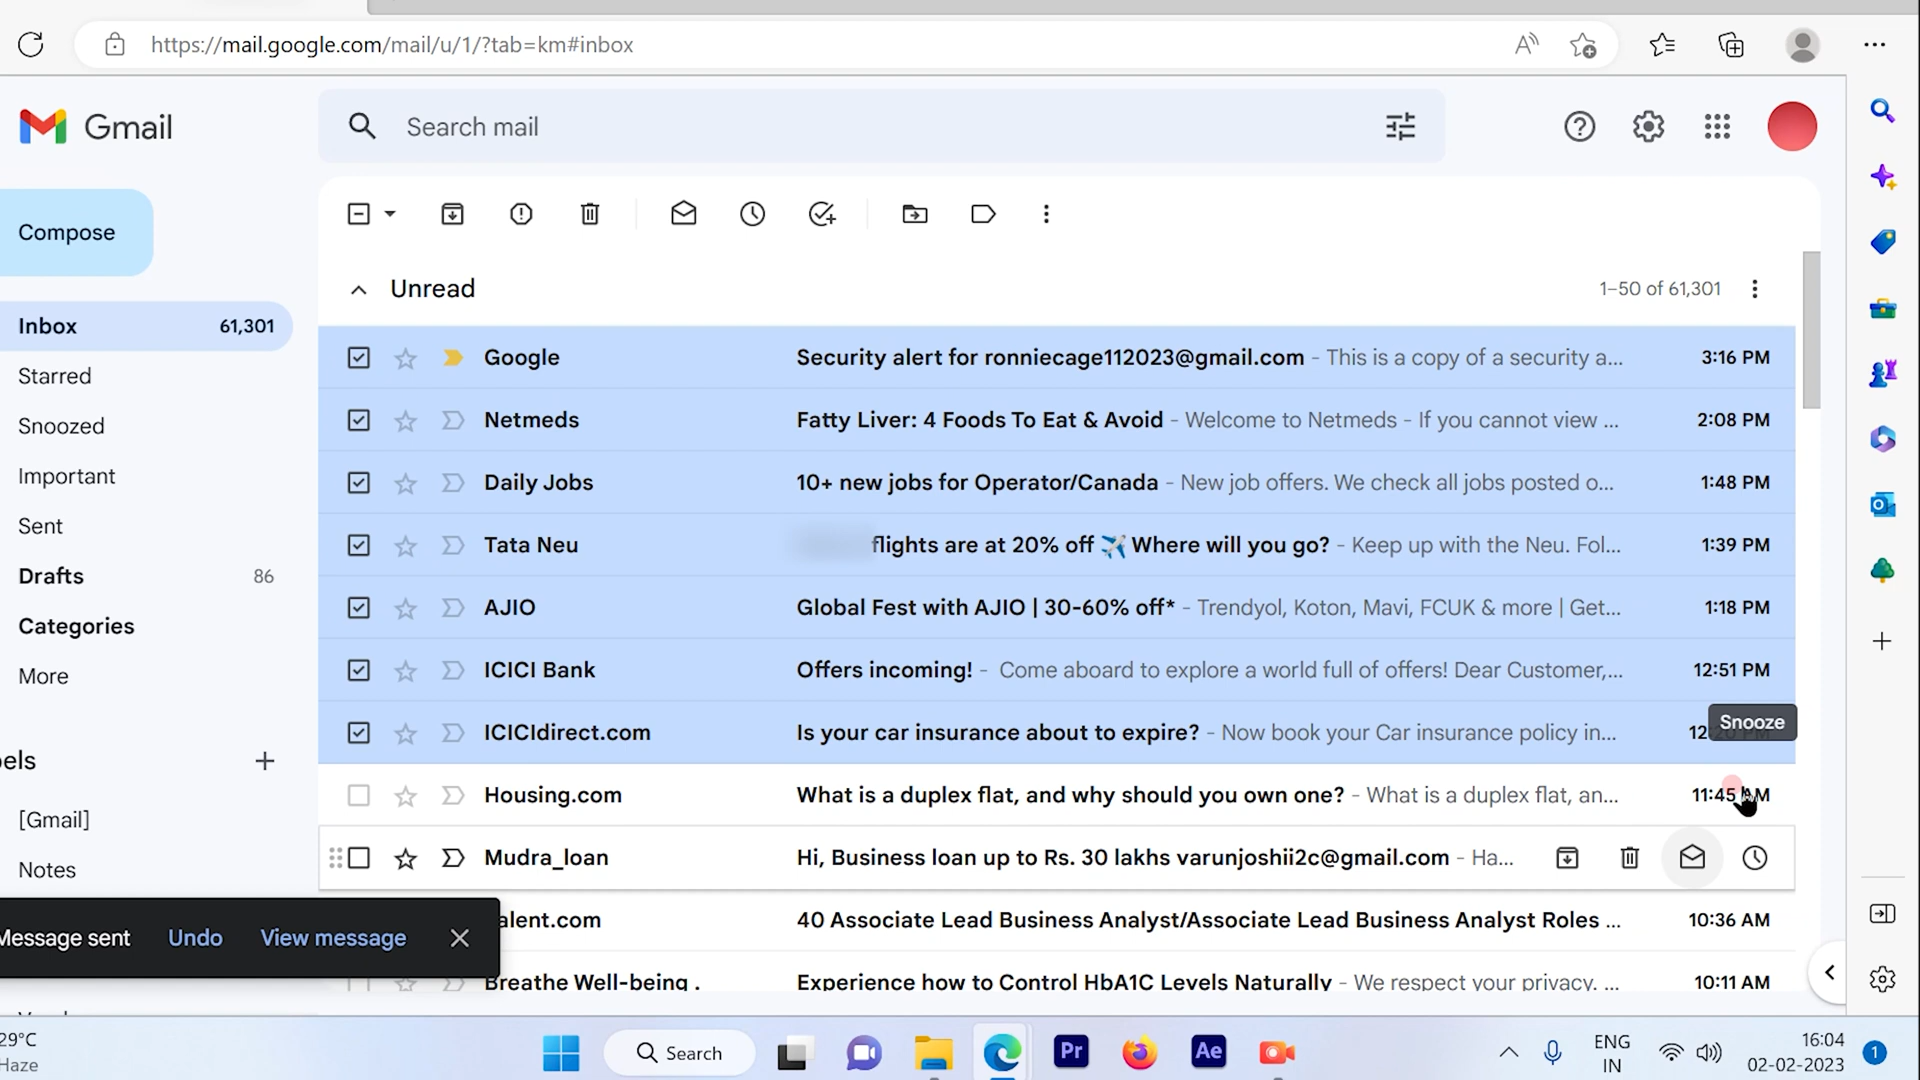 https://mail.google.com/mail/u/1/?tab=km#inbox
Gmail
Search mail
Compose
Unread
1–50 of 61,301
Inbox 61,301
Starred
Snoozed
Important
Sent
Drafts 86
Categories
More
[Gmail]
Notes
Google Security alert for ronniecage112023@gmail.com - This is a copy of a security a... 3:16 PM
Netmeds Fatty Liver: 4 Foods To Eat & Avoid - Welcome to Netmeds - If you cannot view ... 2:08 PM
Daily Jobs 10+ new jobs for Operator/Canada - New job offers. We check all jobs posted o... 1:48 PM
Tata Neu flights are at 20% off ✈️ Where will you go? - Keep up with the Neu. Fol... 1:39 PM
AJIO Global Fest with AJIO | 30-60% off* - Trendyol, Koton, Mavi, FCUK & more | Get... 1:18 PM
ICICI Bank Offers incoming! - Come aboard to explore a world full of offers! Dear Customer,... 12:51 PM
ICICIdirect.com Is your car insurance about to expire? - Now book your Car insurance policy in...
Snooze
Housing.com What is a duplex flat, and why should you own one? - What is a duplex flat, an... 11:45 AM
Mudra_loan Hi, Business loan up to Rs. 30 lakhs varunjoshii2c@gmail.com - Ha...
alent.com 40 Associate Lead Business Analyst/Associate Lead Business Analyst Roles ... 10:36 AM
Breathe Well-being . Experience how to Control HbA1C Levels Naturally - We respect your privacy. ... 10:11 AM
Message sent Undo View message
29°C
Haze
Search
Pr
Ae
ENG
IN
16:04
02-02-2023
1